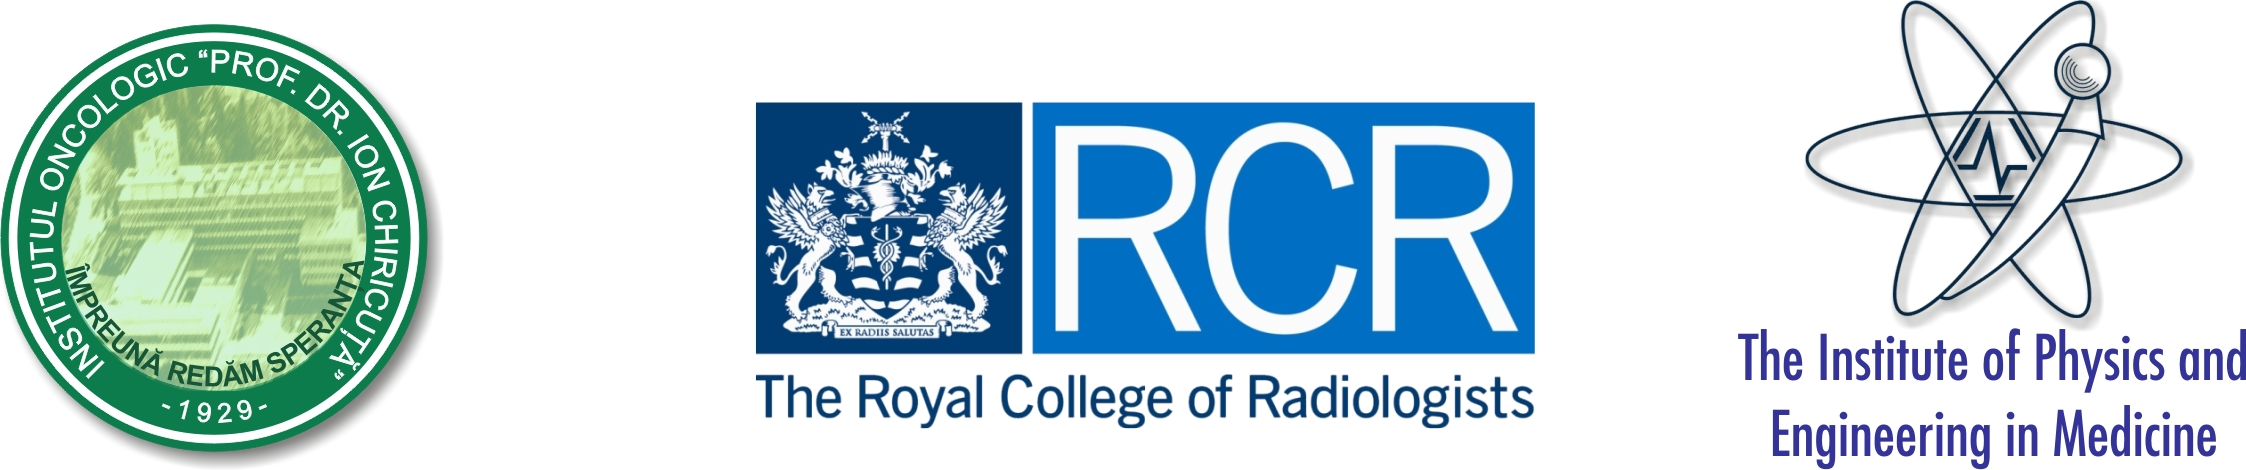 INSTITUTUL ONCOLOGIC “PROF. DR. ION CHIRICUȚĂ”
ÎMPREUNĂ REDĂM SPERANȚA
-1929-
RCR
EX RADIIS SALUTAS
The Royal College of Radiologists
The Institute of Physics and
Engineering in Medicine